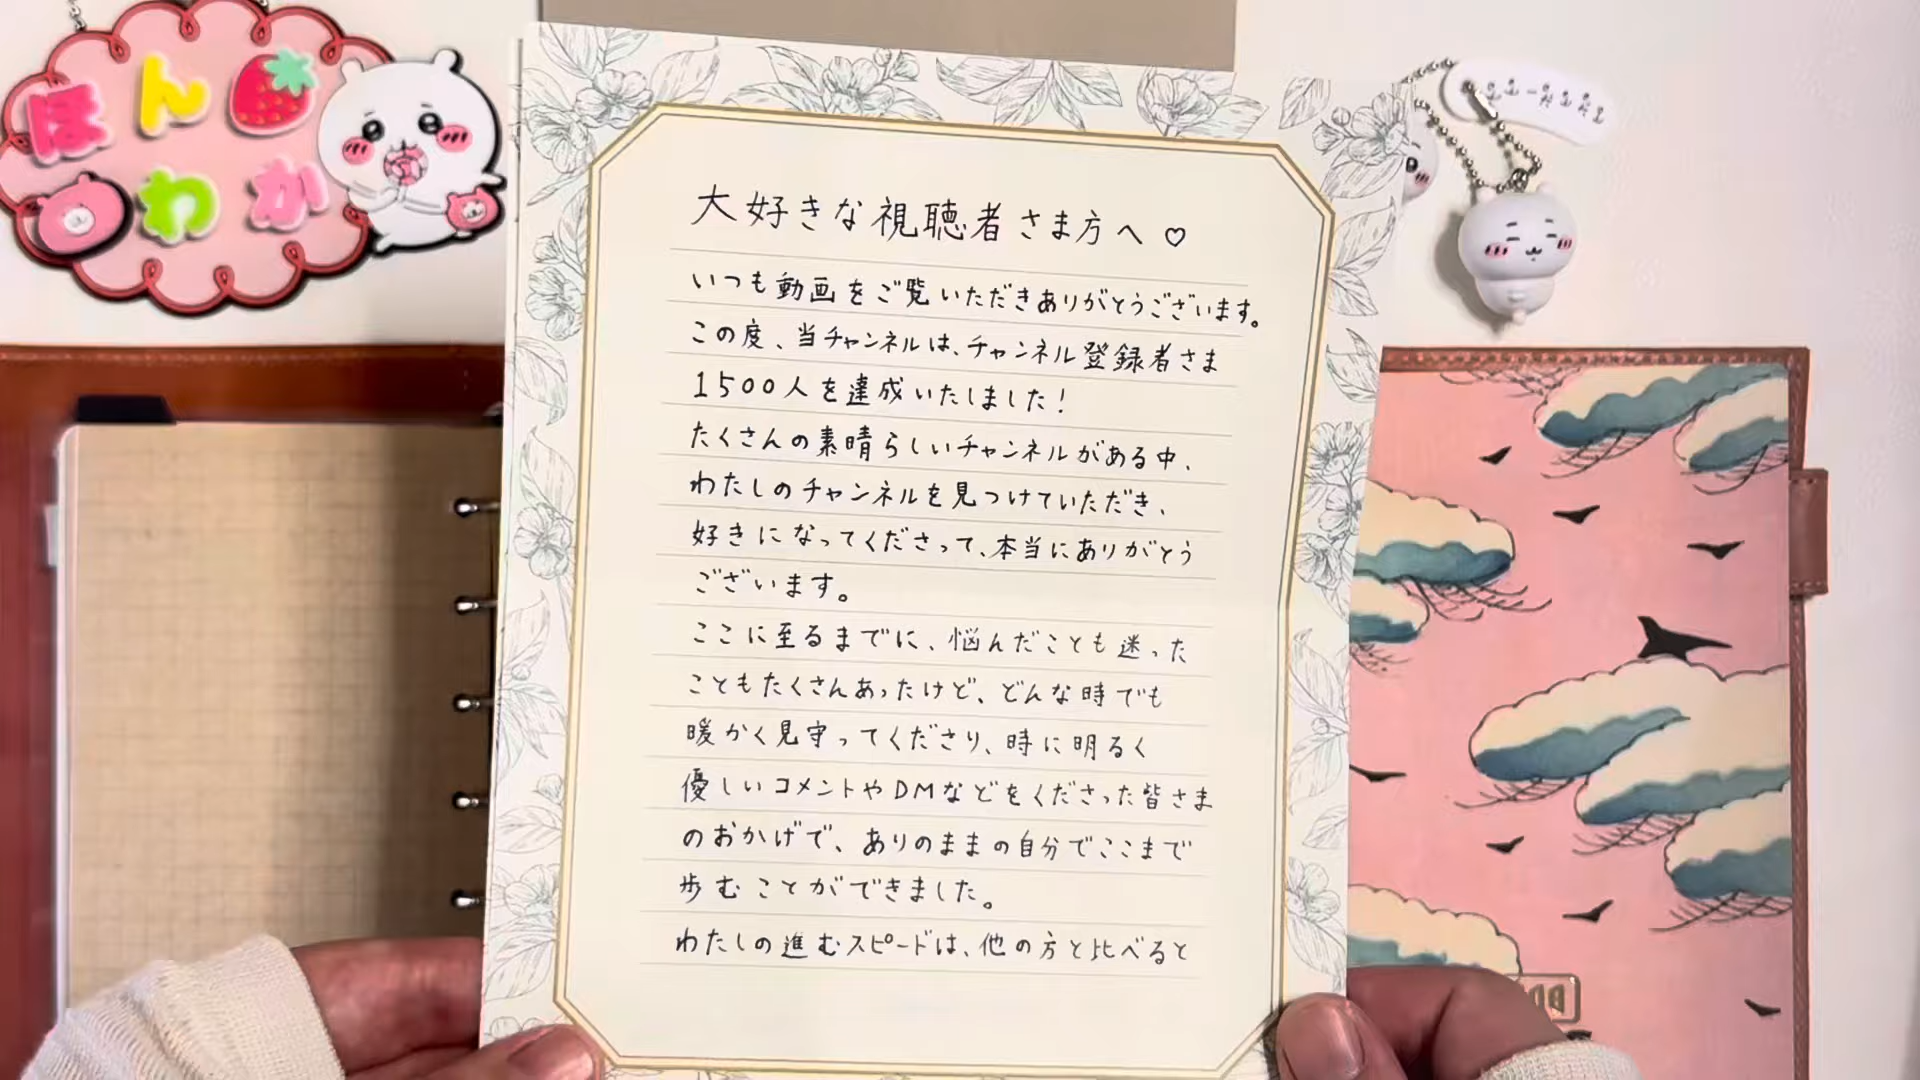 ほん
わか
大好きな視聴者さま方へ♡
いつも動画をご覧いただきありがとうございます。
この度、当チャンネルは、チャンネル登録者さま
1500人を達成いたしました!
たくさんの素晴らしいチャンネルがある中、
わたしのチャンネルを見つけていただき、
好きになってくださって、本当にありがとう
ございます。
ここに至るまでに、悩んだことも迷った
こともたくさんあったけど、どんな時でも
暖かく見守ってくださり、時に明るく
優しいコメントやDMなどをくださった皆さま
のおかげで、ありのままの自分でここまで
歩むことができました。
わたしの進むスピードは、他の方と比べると